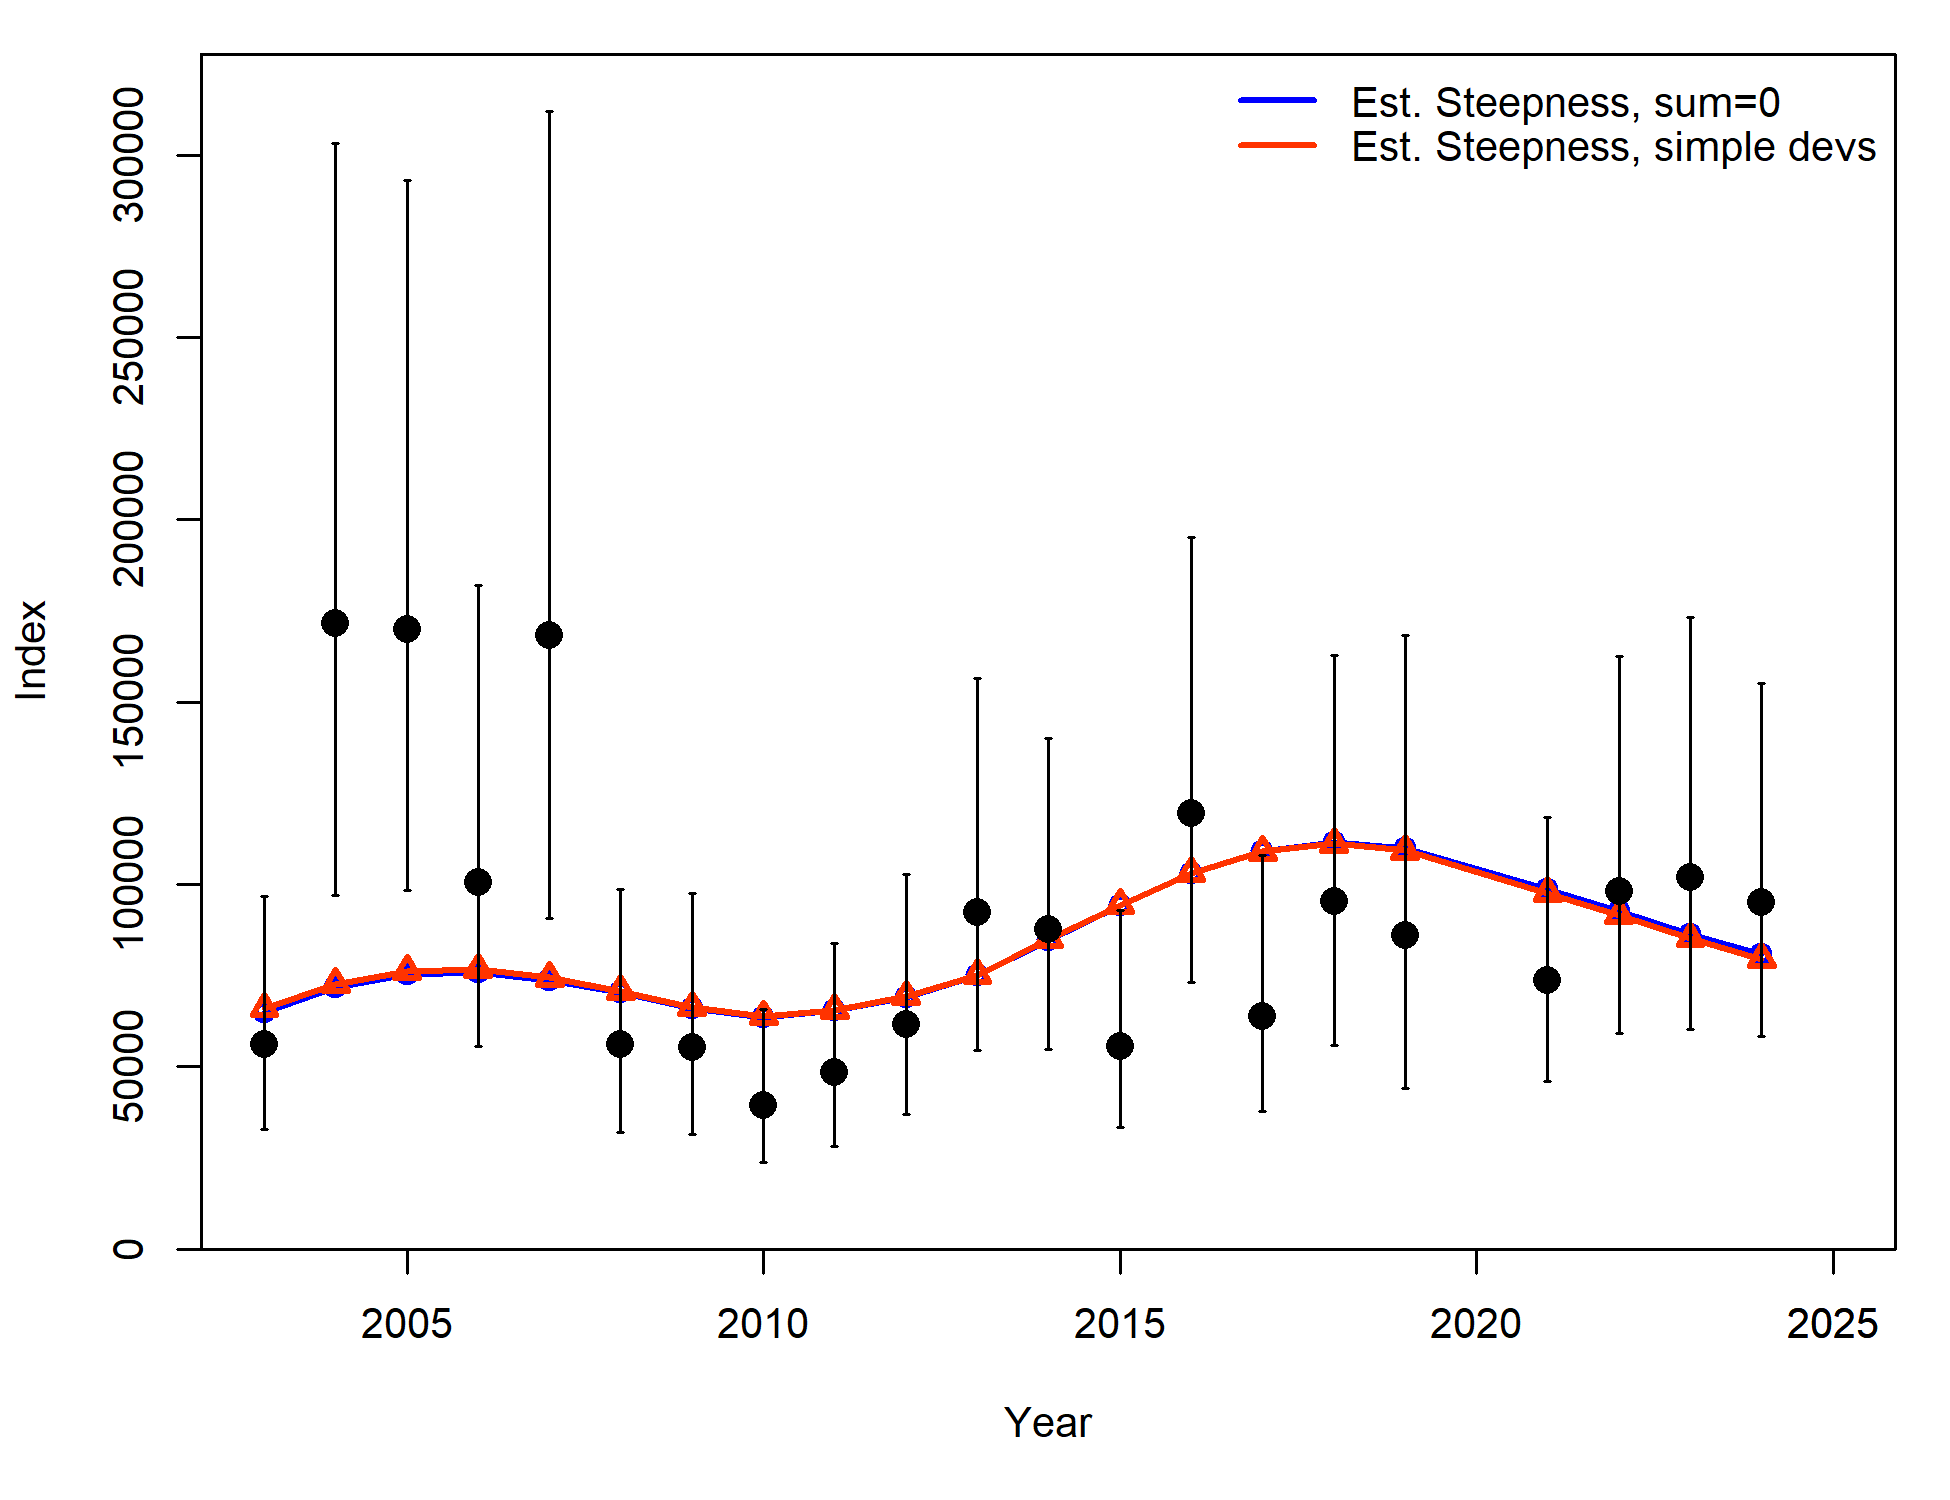 Est. Steepness, sum=0
Est. Steepness, simple devs
300000
250000
200000
150000
100000
50000
0
Index
2005 2010 2015 2020 2025
Year